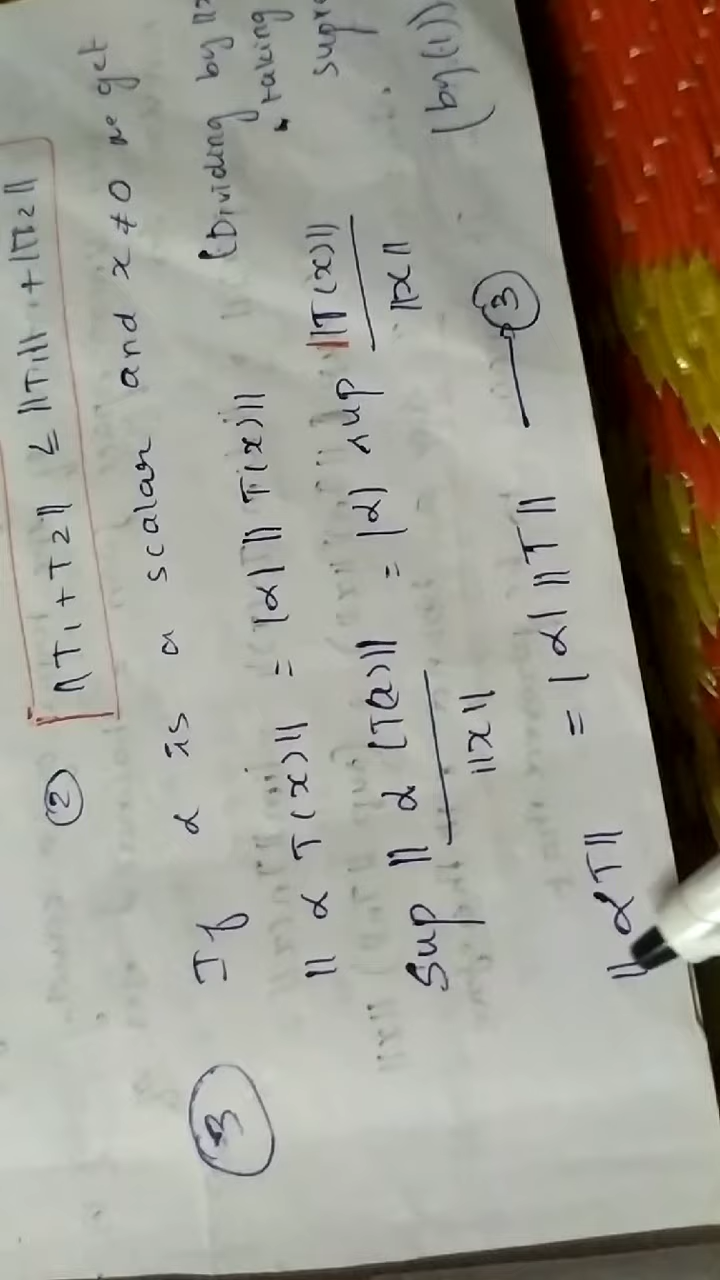 ② ||T1 + T2|| ≤ ||T1|| + ||T2||
③ If α is a scalar and x ≠ 0 we get
||α T(x)|| = |α| ||T(x)|| (Dividing by
taking
Sup ||α (T(x)|| / ||x|| = |α| sup ||T(x)|| / ||x||
||αT|| = |α| ||T|| —③ (by (1))